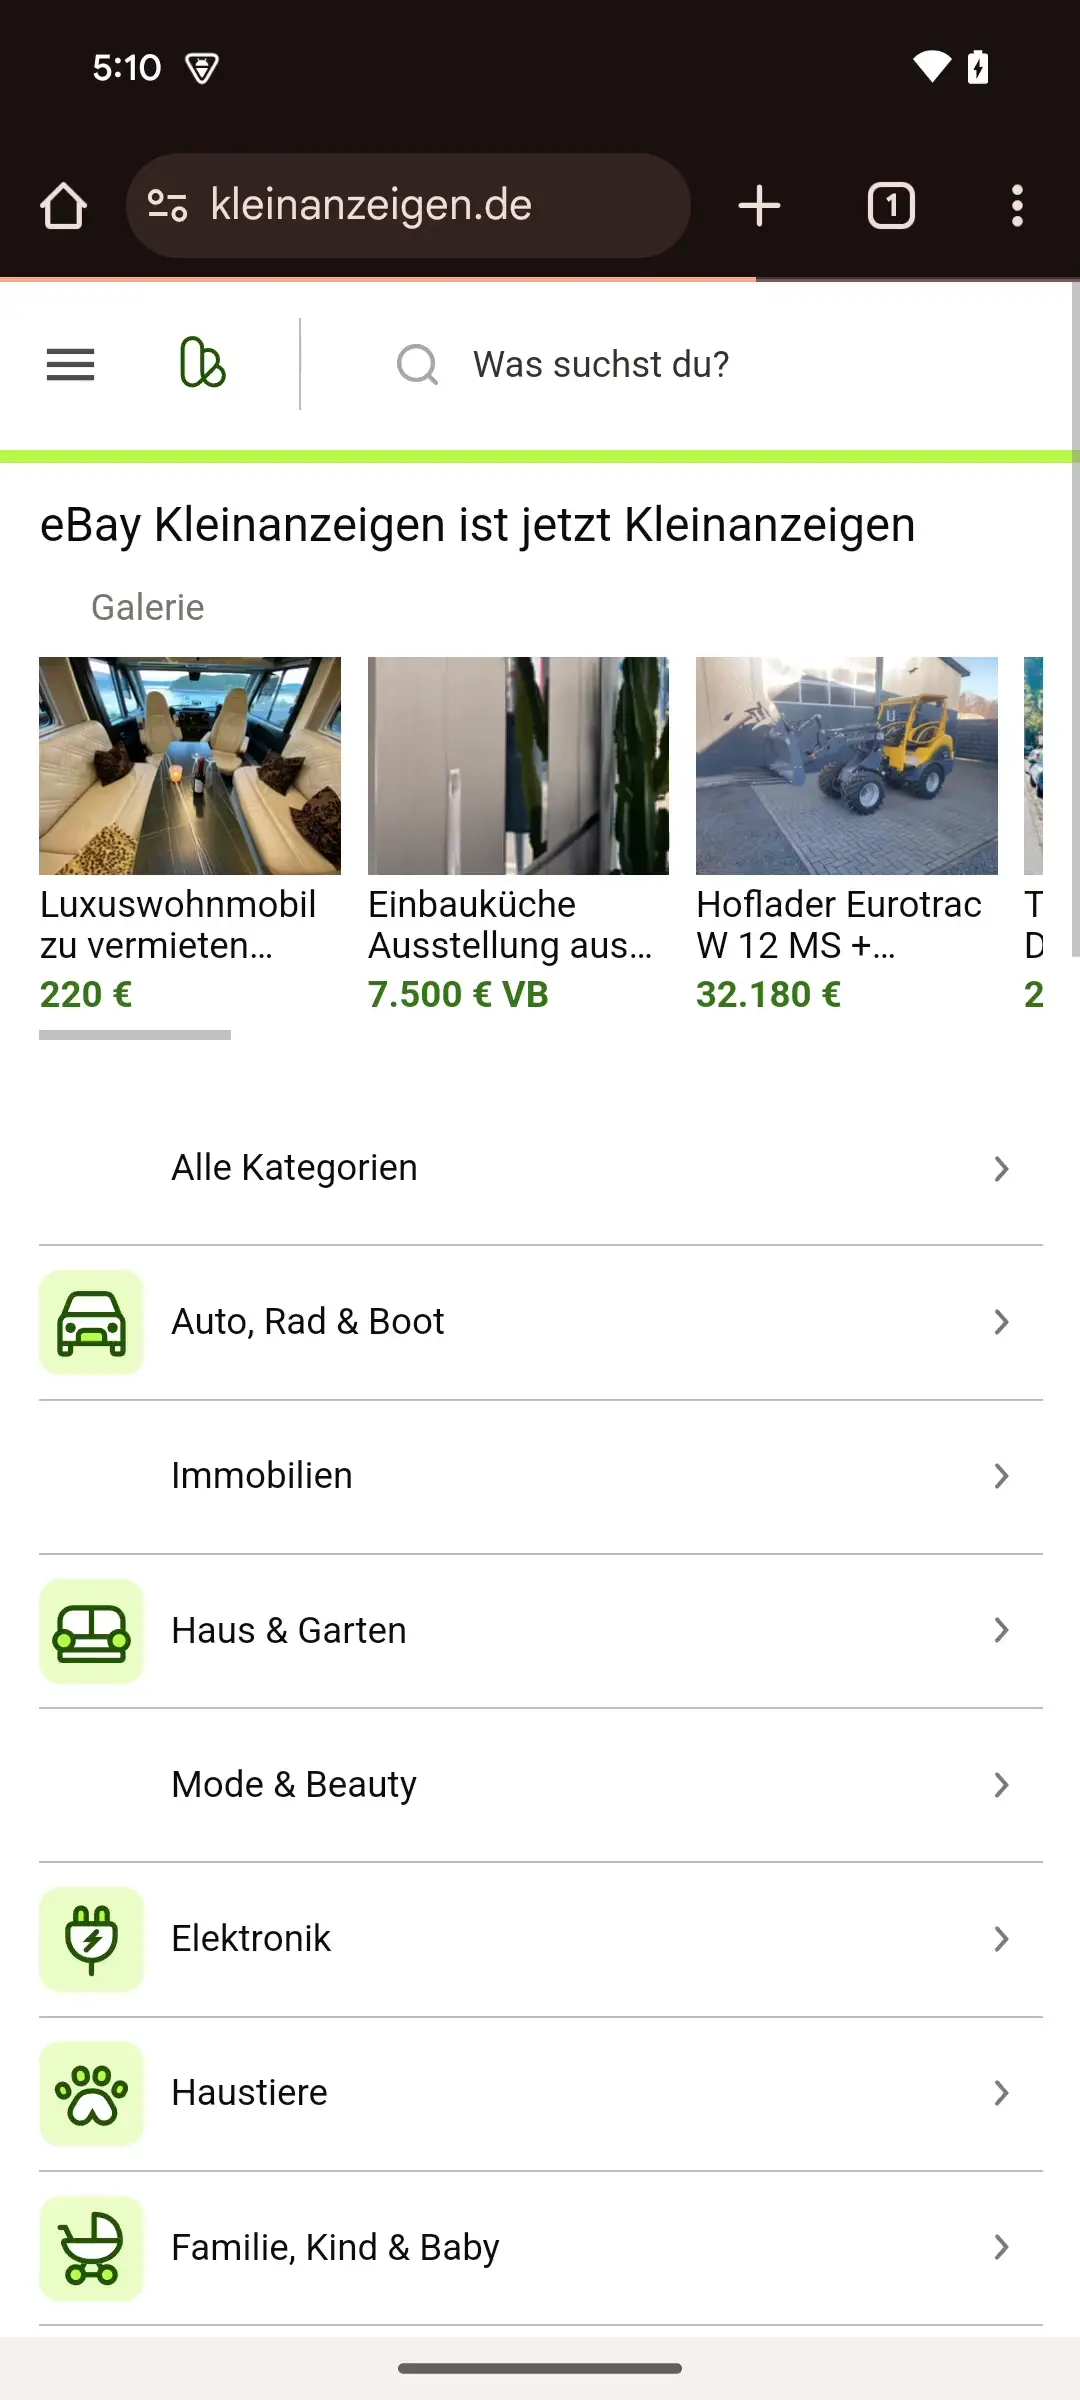 5:10
kleinanzeigen.de
1
Was suchst du?
eBay Kleinanzeigen ist jetzt Kleinanzeigen
Galerie
Luxuswohnmobil
zu vermieten...
220 €
Einbauküche
Ausstellung aus...
7.500 € VB
Hoflader Eurotrac
W 12 MS +...
32.180 €
T
D
2
Alle Kategorien
Auto, Rad & Boot
Immobilien
Haus & Garten
Mode & Beauty
Elektronik
Haustiere
Familie, Kind & Baby